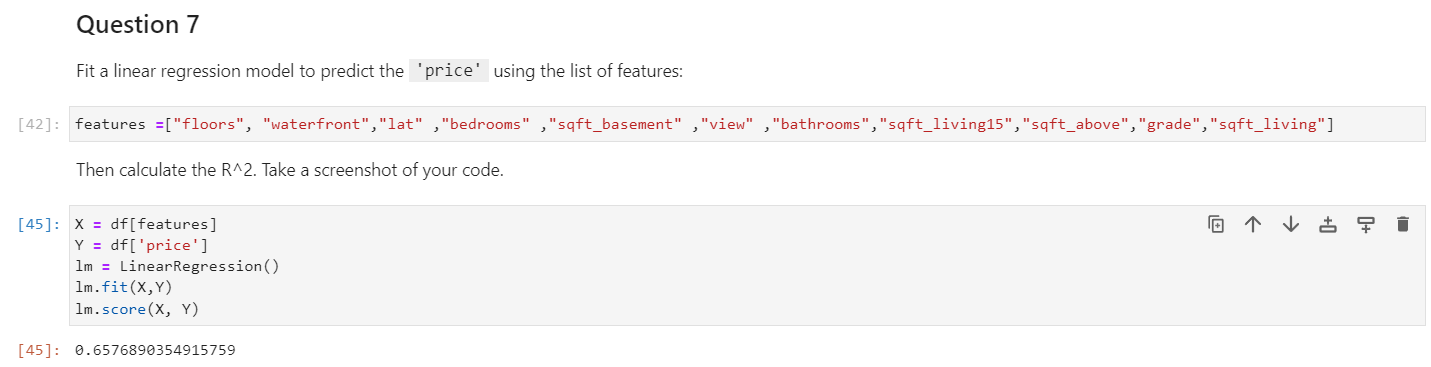 Question 7
Fit a linear regression model to predict the 'price' using the list of features:
[42]: features =["floors", "waterfront","lat" ,"bedrooms" ,"sqft_basement" ,"view" ,"bathrooms","sqft_living15","sqft_above","grade","sqft_living"]
Then calculate the R^2. Take a screenshot of your code.
[45]: X = df[features]
Y = df['price']
lm = LinearRegression()
lm.fit(X,Y)
lm.score(X, Y)
[45]: 0.6576890354915759